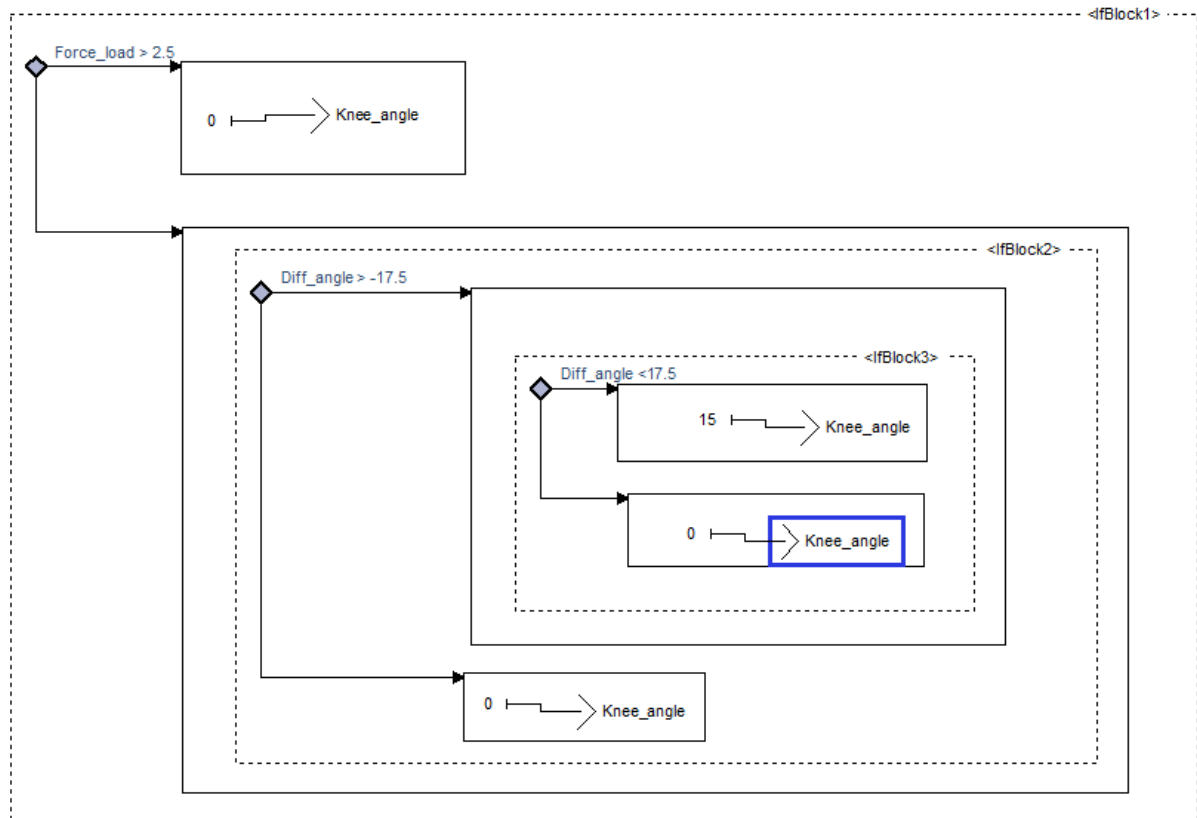 <IfBlock1>
Force_load > 2.5
0 Knee_angle
<IfBlock2>
Diff_angle > -17.5
<IfBlock3>
Diff_angle <17.5
15 Knee_angle
0 Knee_angle
0 Knee_angle